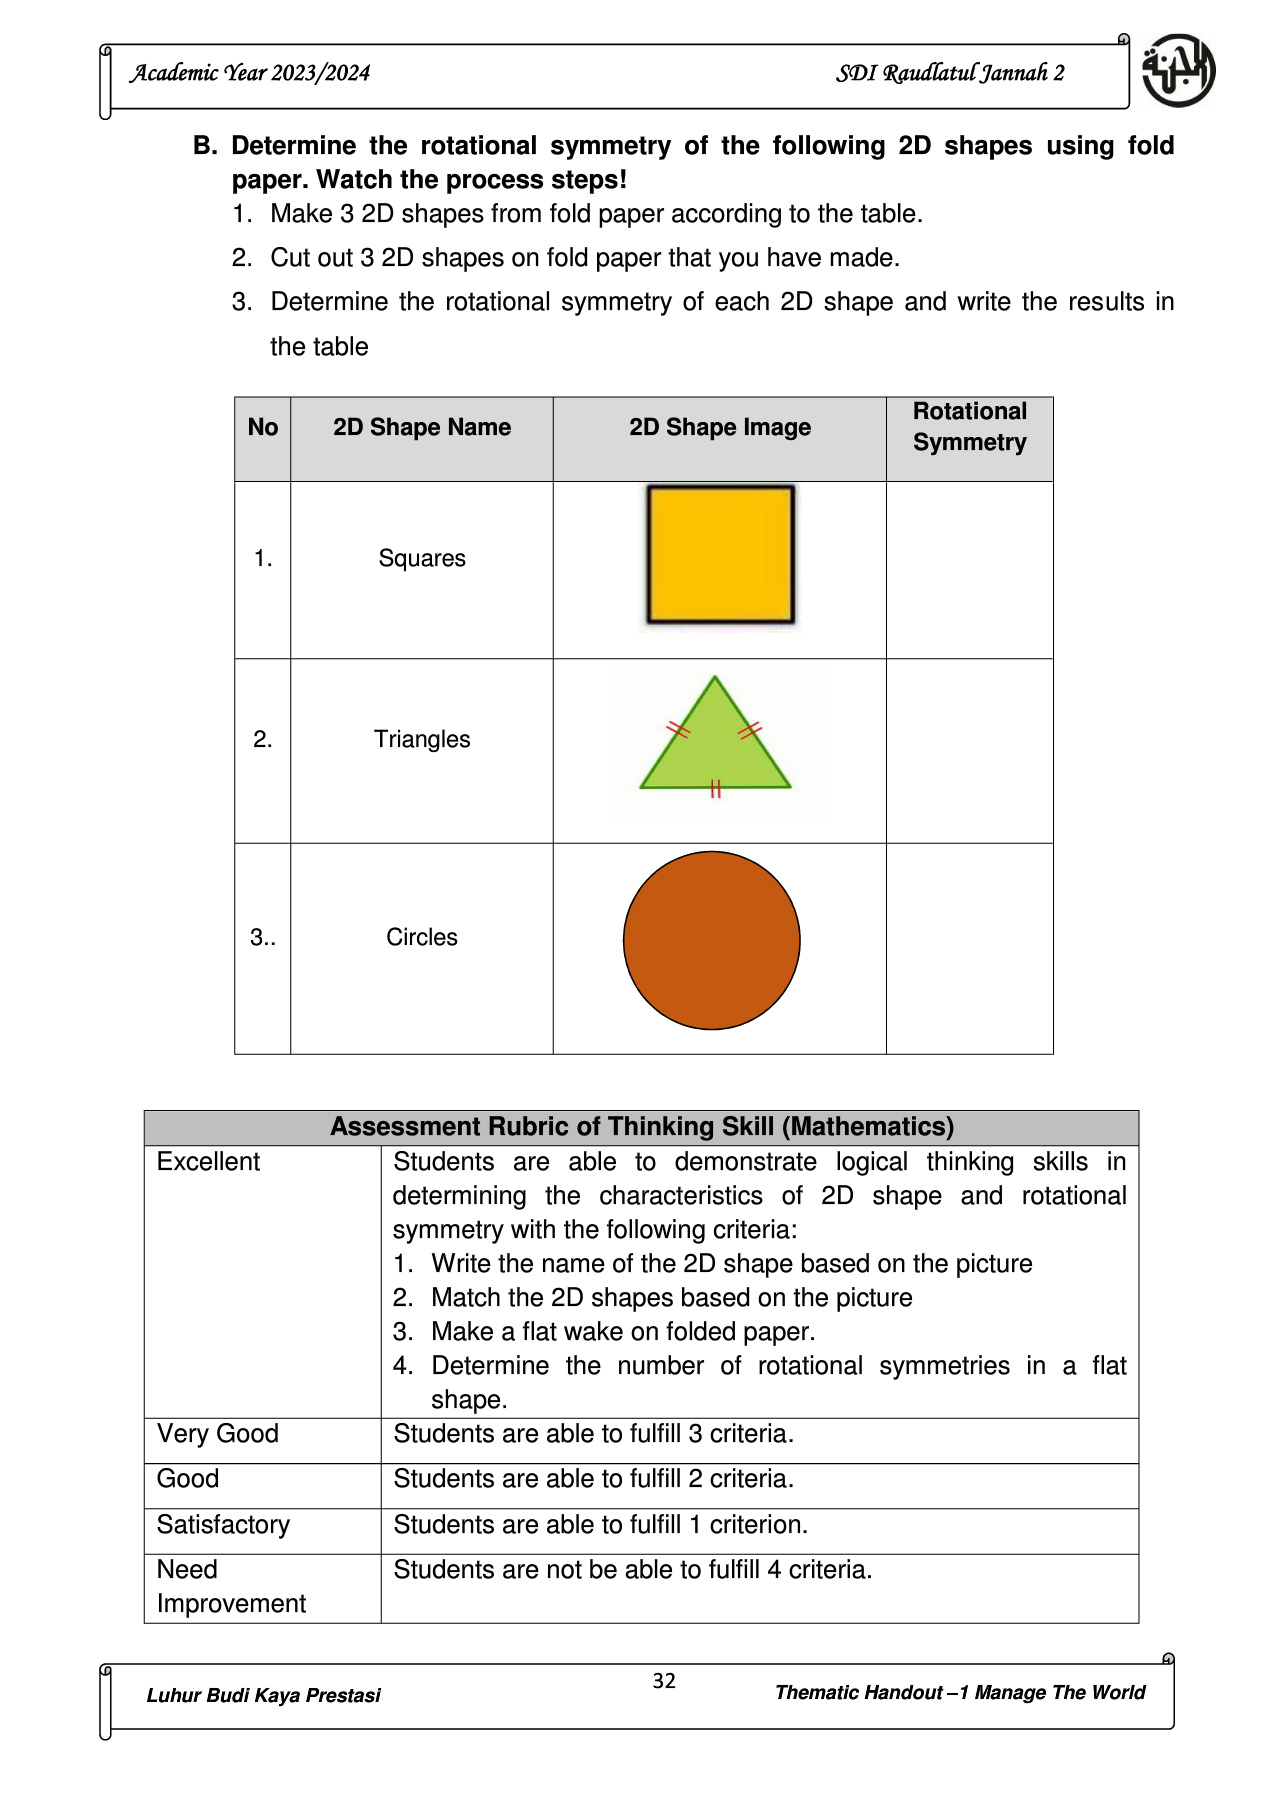 Academic Year 2023/2024 SDI Raudlatul Jannah 2
B. Determine the rotational symmetry of the following 2D shapes using fold
paper. Watch the process steps!
1. Make 3 2D shapes from fold paper according to the table.
2. Cut out 3 2D shapes on fold paper that you have made.
3. Determine the rotational symmetry of each 2D shape and write the results in
the table
No 2D Shape Name 2D Shape Image Rotational
Symmetry
1. Squares
2. Triangles
3.. Circles
Assessment Rubric of Thinking Skill (Mathematics)
Excellent Students are able to demonstrate logical thinking skills in
determining the characteristics of 2D shape and rotational
symmetry with the following criteria:
1. Write the name of the 2D shape based on the picture
2. Match the 2D shapes based on the picture
3. Make a flat wake on folded paper.
4. Determine the number of rotational symmetries in a flat
shape.
Very Good Students are able to fulfill 3 criteria.
Good Students are able to fulfill 2 criteria.
Satisfactory Students are able to fulfill 1 criterion.
Need Students are not be able to fulfill 4 criteria.
Improvement
Luhur Budi Kaya Prestasi 32 Thematic Handout –1 Manage The World